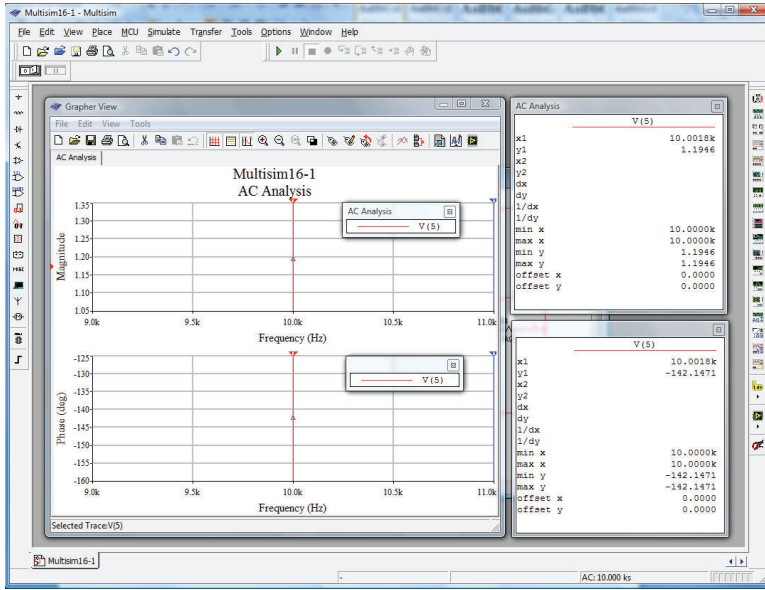 Multisim16-1 - Multisim
File Edit View Place MCU Simulate Transfer Tools Options Window Help
Grapher View
File Edit View Tools
AC Analysis
Multisim16-1
AC Analysis
1.35
1.30
1.25
1.20
1.15
1.10
1.05
Magnitude
9.0k 9.5k 10.0k 10.5k 11.0k
Frequency (Hz)
AC Analysis
V(5)
-125
-130
-135
-140
-145
-150
-155
-160
Phase (deg)
9.0k 9.5k 10.0k 10.5k 11.0k
Frequency (Hz)
V(5)
Selected Trace:V(5)
AC Analysis
V(5)
x1 10.0018k
y1 1.1946
x2
y2
dx
dy
1/dx
1/dy
min x 10.0000k
max x 10.0000k
min y 1.1946
max y 1.1946
offset x 0.0000
offset y 0.0000
V(5)
x1 10.0018k
y1 -142.1471
x2
y2
dx
dy
1/dx
1/dy
min x 10.0000k
max x 10.0000k
min y -142.1471
max y -142.1471
offset x 0.0000
offset y 0.0000
MISC
Multisim16-1
- AC: 10.000 ks